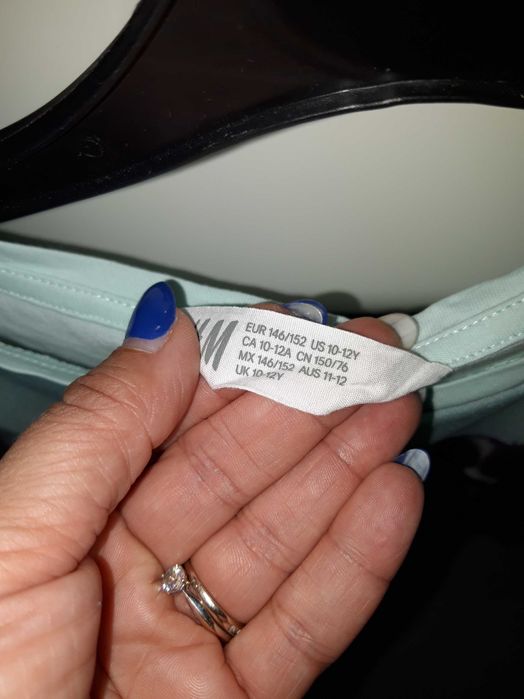 H&M
EUR 146/152 US 10-12Y
CA 10-12A CN 150/76
MX 146/152 AUS 11-12
UK 10-12Y